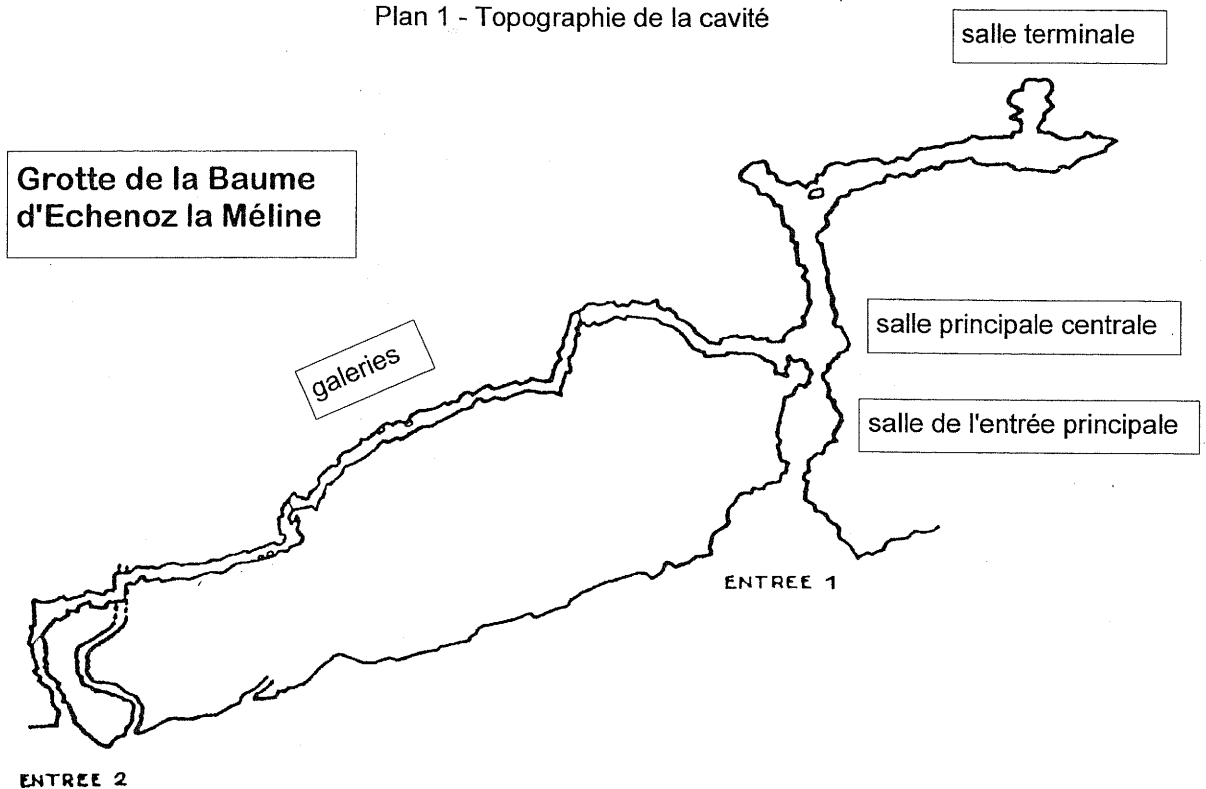 Plan 1 - Topographie de la cavité
salle terminale
Grotte de la Baume
d'Echenoz la Méline
salle principale centrale
galeries
salle de l'entrée principale
ENTREE 1
ENTREE 2